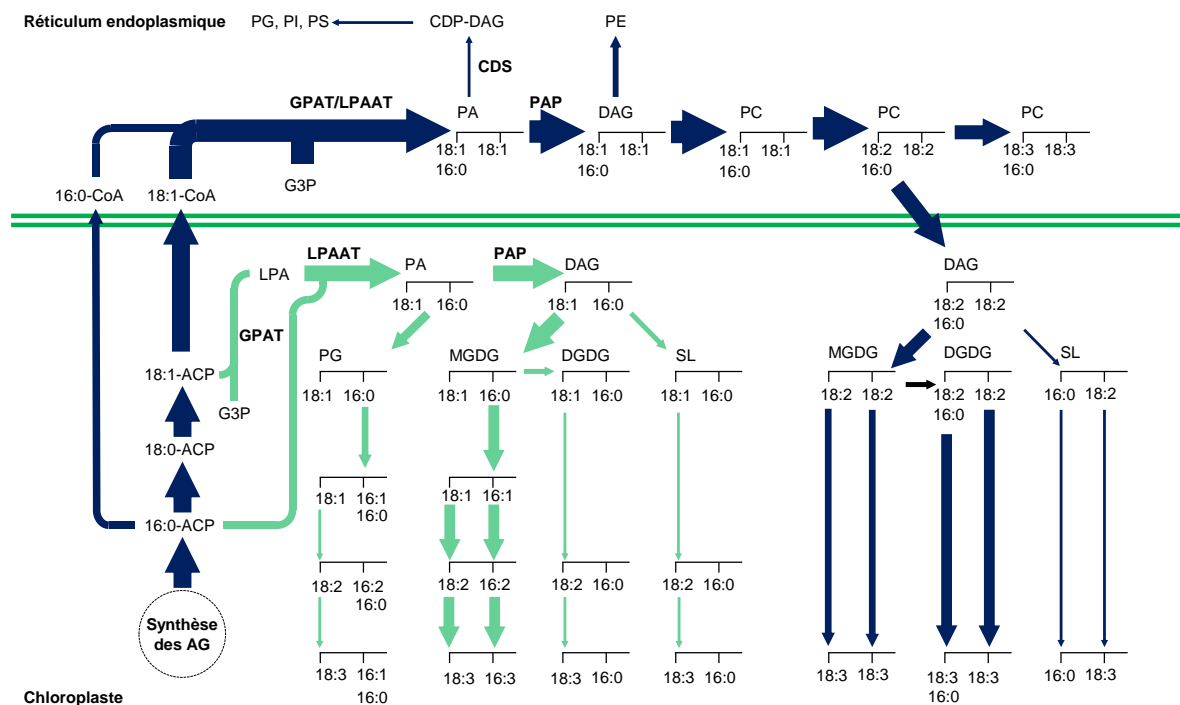 Réticulum endoplasmique PG, PI, PS CDP-DAG PE
CDS
GPAT/LPAAT PAP
PA DAG PC PC PC
18:1 18:1 18:1 18:1 18:1 18:1 18:2 18:2 18:3 18:3
16:0 16:0 16:0 16:0 16:0
G3P
16:0-CoA 18:1-CoA
LPAAT PAP
LPA PA DAG DAG
18:1 16:0 18:1 16:0 18:2 18:2
16:0
GPAT
PG MGDG DGDG SL MGDG DGDG SL
18:1-ACP
18:1 16:0 18:1 16:0 18:1 16:0 18:1 16:0 18:2 18:2 18:2 18:2 16:0 18:2
G3P 16:0
18:0-ACP
18:1 16:1 18:1 16:1
16:0
16:0-ACP
18:2 16:2 18:2 16:2 18:2 16:0 18:2 16:0
16:0
Synthèse
des AG
18:3 16:1 18:3 16:3 18:3 16:0 18:3 16:0 18:3 18:3 18:3 18:3 16:0 18:3
16:0 16:0
Chloroplaste